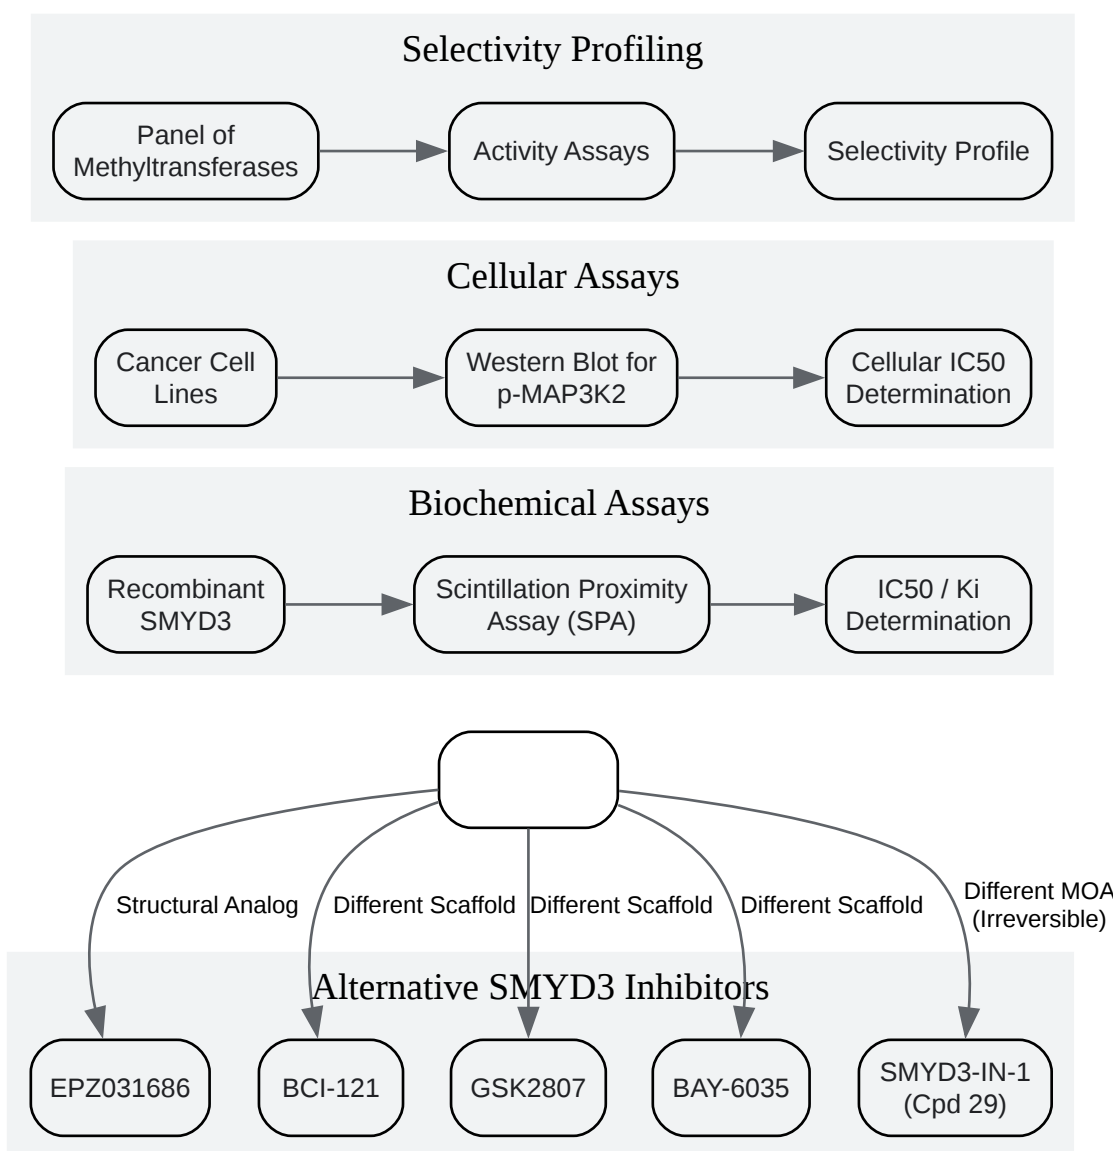 Selectivity Profiling
Panel of
Methyltransferases
Activity Assays
Selectivity Profile
Cellular Assays
Cancer Cell
Lines
Western Blot for
p-MAP3K2
Cellular IC50
Determination
Biochemical Assays
Recombinant
SMYD3
Scintillation Proximity
Assay (SPA)
IC50 / Ki
Determination
Structural Analog
Different Scaffold
Different Scaffold
Different Scaffold
Different MOA
(Irreversible)
Alternative SMYD3 Inhibitors
EPZ031686
BCI-121
GSK2807
BAY-6035
SMYD3-IN-1
(Cpd 29)